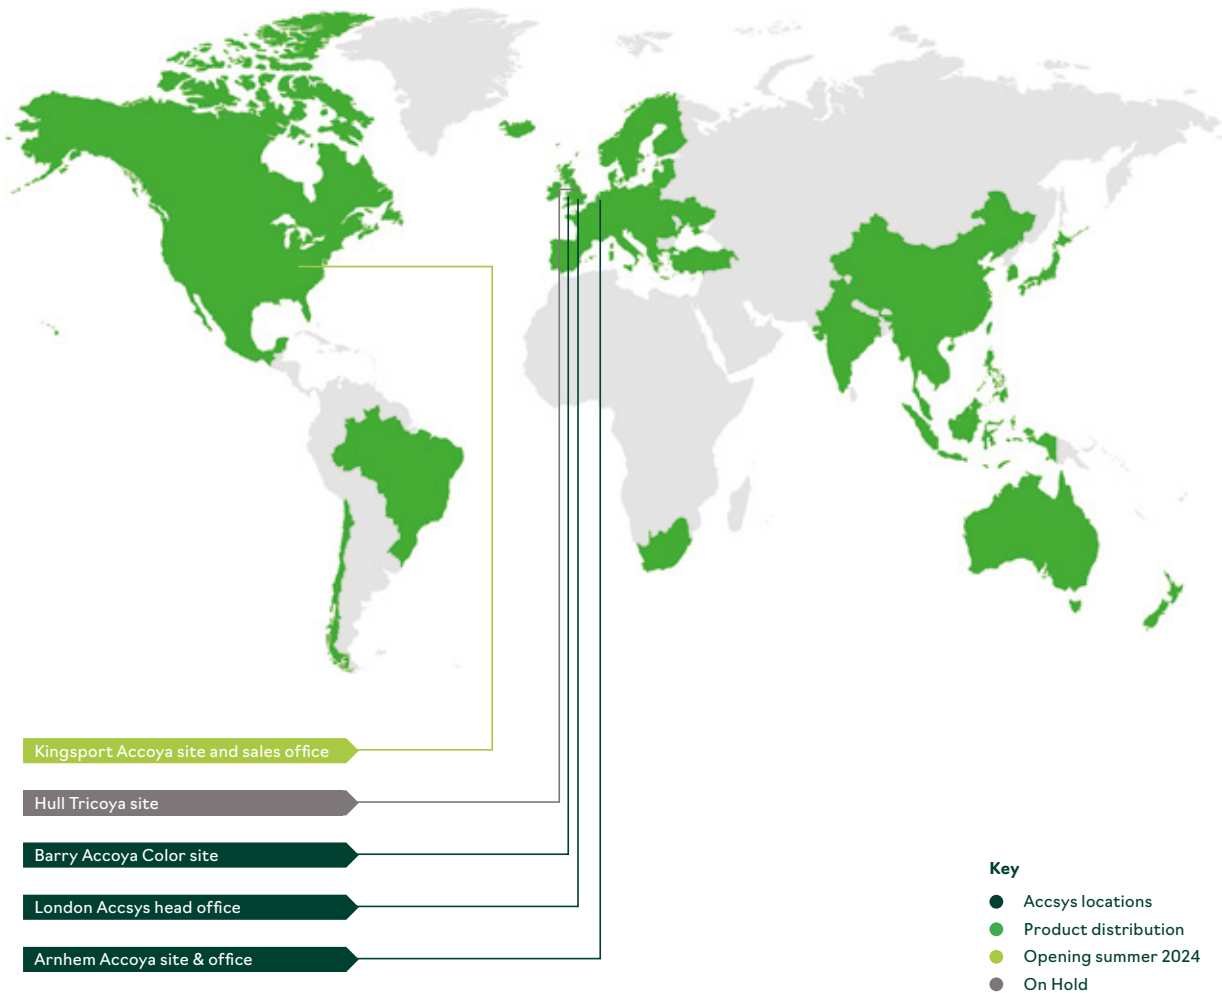 Kingsport Accoya site and sales office
Hull Tricoya site
Barry Accoya Color site
London Accsys head office
Arnhem Accoya site & office
Key
Accsys locations
Product distribution
Opening summer 2024
On Hold